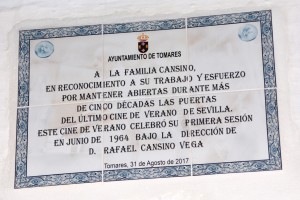 AYUNTAMIENTO DE TOMARES
A LA FAMILIA CANSINO,
EN RECONOCIMIENTO A SU TRABAJO Y ESFUERZO
POR MANTENER ABIERTAS DURANTE MÁS
DE CINCO DÉCADAS LAS PUERTAS
DEL ÚLTIMO CINE DE VERANO DE SEVILLA.
ESTE CINE DE VERANO CELEBRÓ SU PRIMERA SESIÓN
EN JUNIO DE 1964 BAJO LA DIRECCIÓN DE
D. RAFAEL CANSINO VEGA
Tomares, 31 de Agosto de 2017